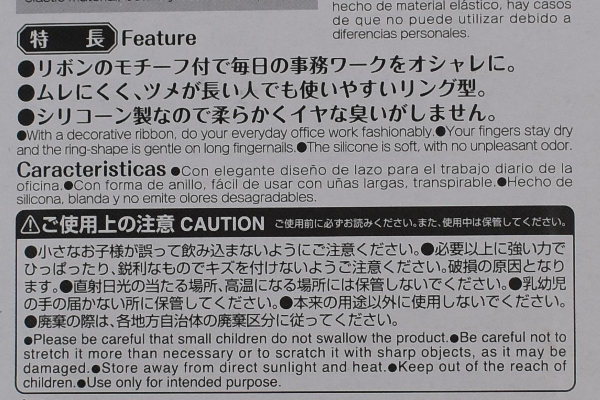 hecho de material elástico, hay casos
de que no puede utilizar debido a
diferencias personales.
特長 Feature
●リボンのモチーフ付で毎日の事務ワークをオシャレに。
●ムレにくく、ツメが長い人でも使いやすいリング型。
●シリコーン製なので柔らかくイヤな臭いがしません。
●With a decorative ribbon, do your everyday office work fashionably.●Your fingers stay dry
and the ring-shape is gentle on long fingernails.●The silicone is soft, with no unpleasant odor.
Caracteristicas ●Con elegante diseño de lazo para el trabajo diario de la
oficina.●Con forma de anillo, fácil de usar con uñas largas, transpirable.●Hecho de
silicona, blanda y no emite olores desagradables.
⚠ご使用上の注意 CAUTION ご使用前に必ずお読みください。また、使用中は保管してください。
●小さなお子様が誤って飲み込まないようにご注意ください。●必要以上に強い力で
ひっぱったり、鋭利なものでキズを付けないようご注意ください。破損の原因となり
ます。●直射日光の当たる場所、高温になる場所には保管しないでください。●乳幼児
の手の届かない所に保管してください。●本来の用途以外に使用しないでください。
●廃棄の際は、各地方自治体の廃棄区分に従ってください。
●Please be careful that small children do not swallow the product.●Be careful not to
stretch it more than necessary or to scratch it with sharp objects, as it may be
damaged.●Store away from direct sunlight and heat.●Keep out of the reach of
children.●Use only for intended purpose.